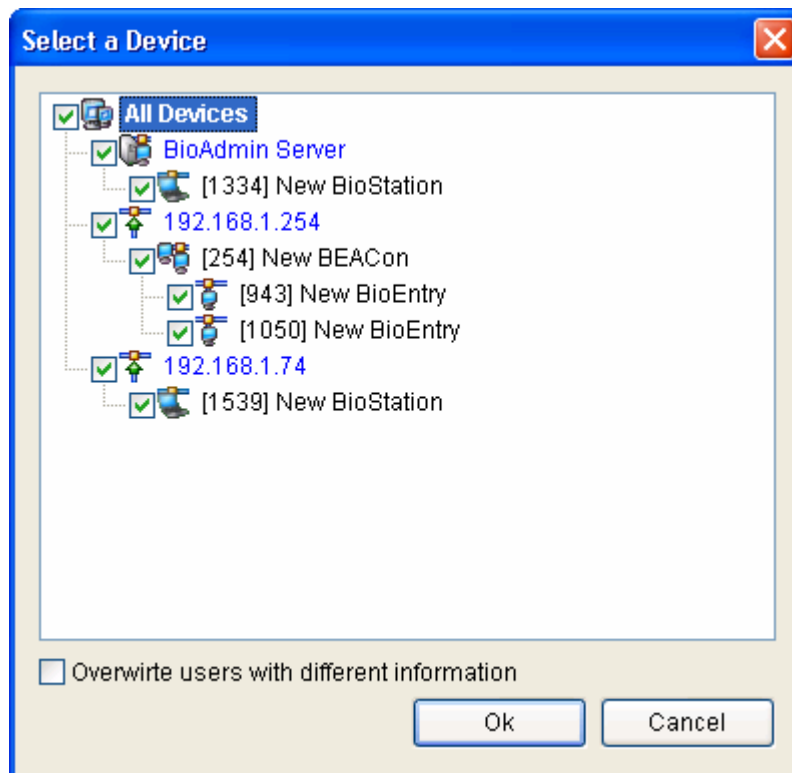 Select a Device
All Devices
BioAdmin Server
[1334] New BioStation
192.168.1.254
[254] New BEACon
[943] New BioEntry
[1050] New BioEntry
192.168.1.74
[1539] New BioStation
Overwirte users with different information
Ok Cancel